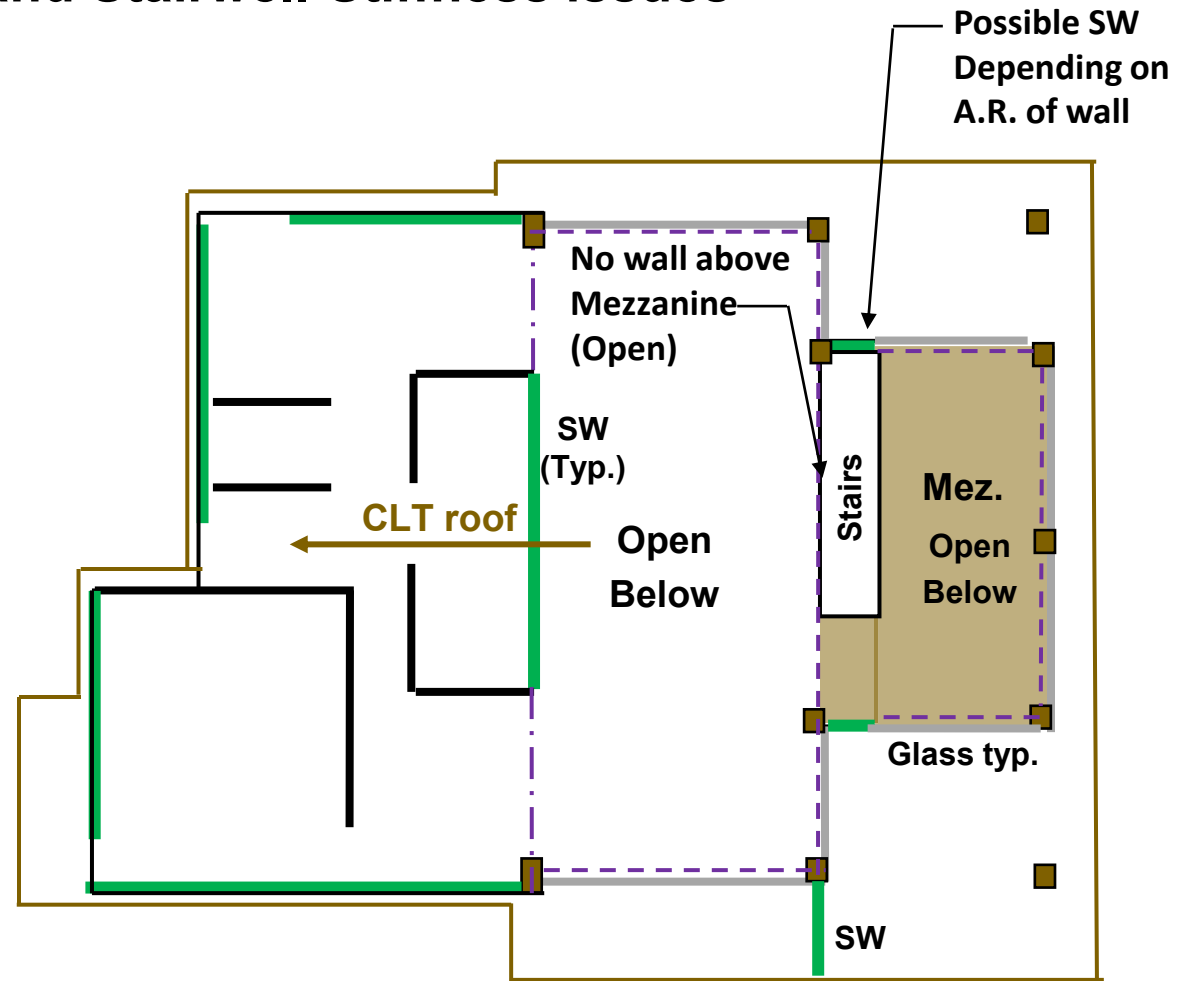 Possible SW
Depending on
A.R. of wall
No wall above
Mezzanine
(Open)
SW
(Typ.)
CLT roof
Open
Below
Stairs
Mez.
Open
Below
Glass typ.
SW